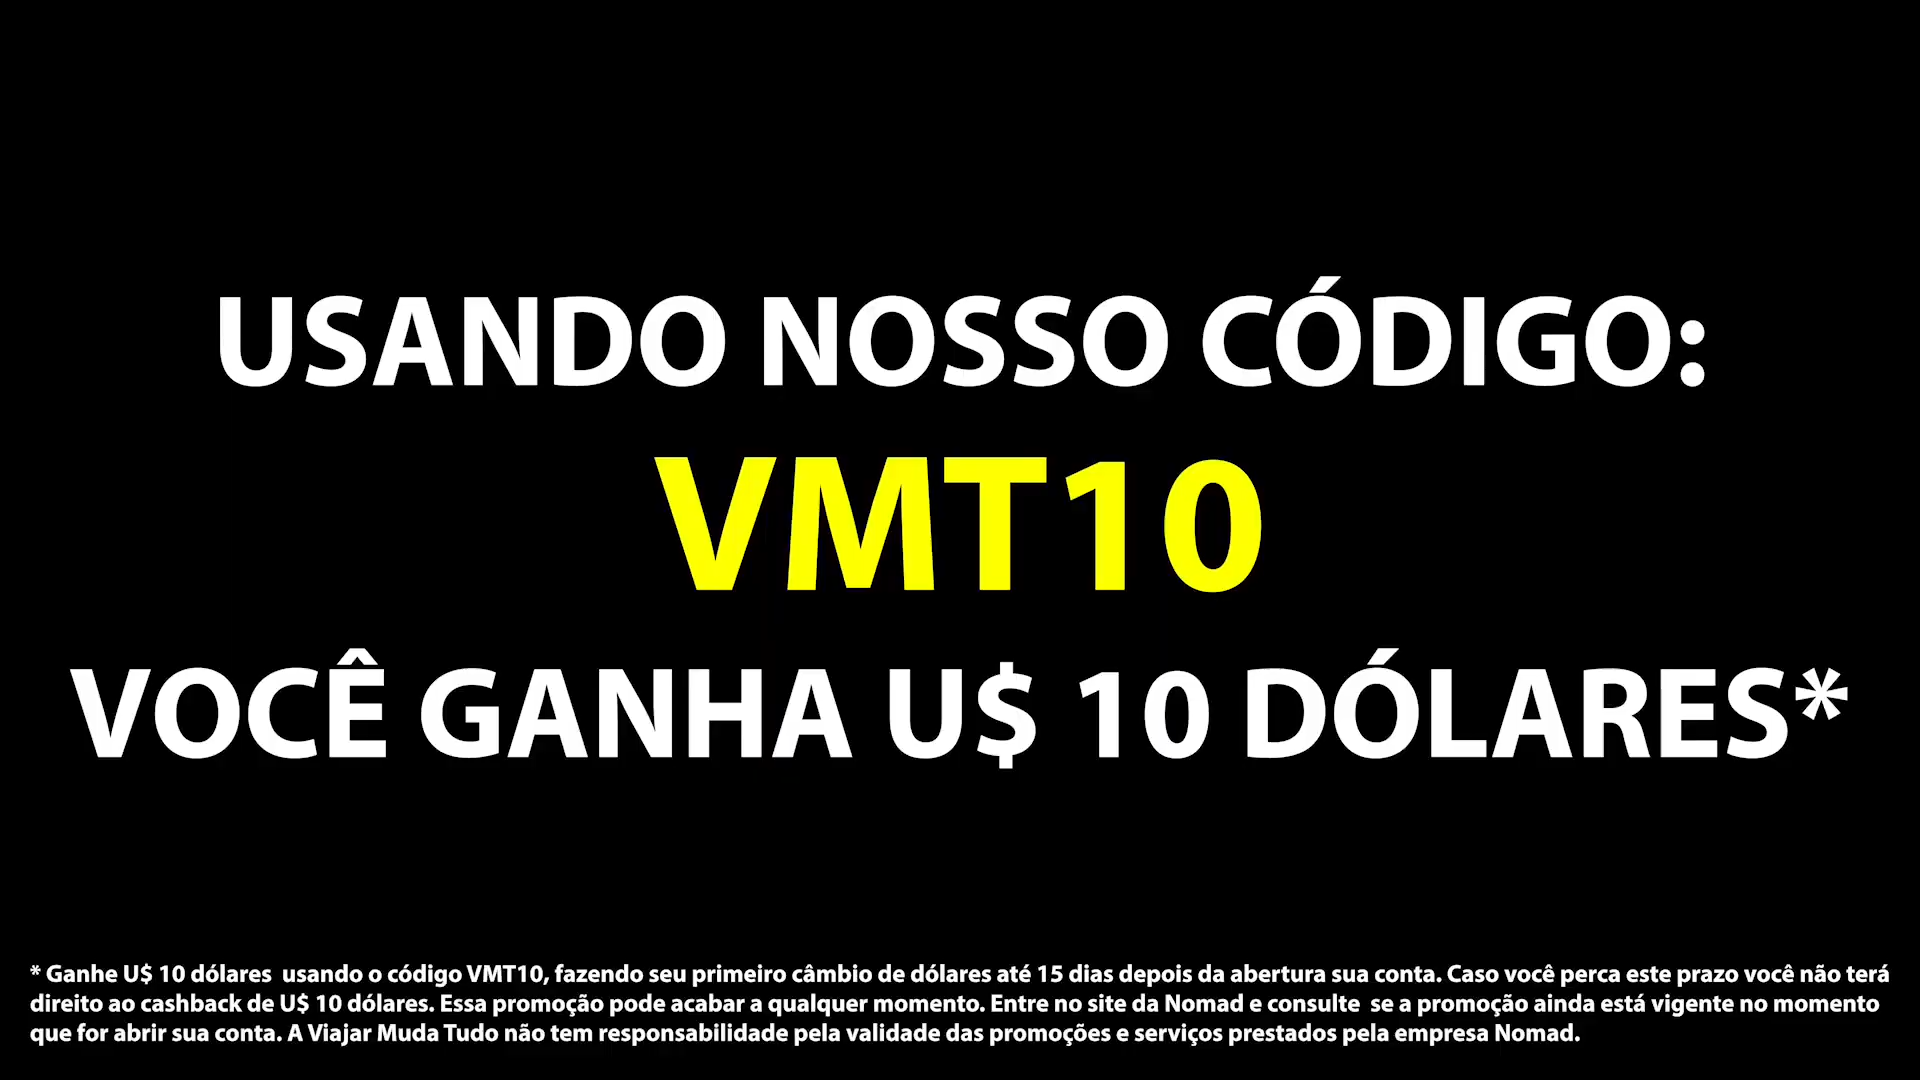 USANDO NOSSO CÓDIGO:
VMT10
VOCÊ GANHA U$ 10 DÓLARES*
* Ganhe U$ 10 dólares  usando o código VMT10, fazendo seu primeiro câmbio de dólares até 15 dias depois da abertura sua conta. Caso você perca este prazo você não terá
direito ao cashback de U$ 10 dólares. Essa promoção pode acabar a qualquer momento. Entre no site da Nomad e consulte  se a promoção ainda está vigente no momento
que for abrir sua conta. A Viajar Muda Tudo não tem responsabilidade pela validade das promoções e serviços prestados pela empresa Nomad.